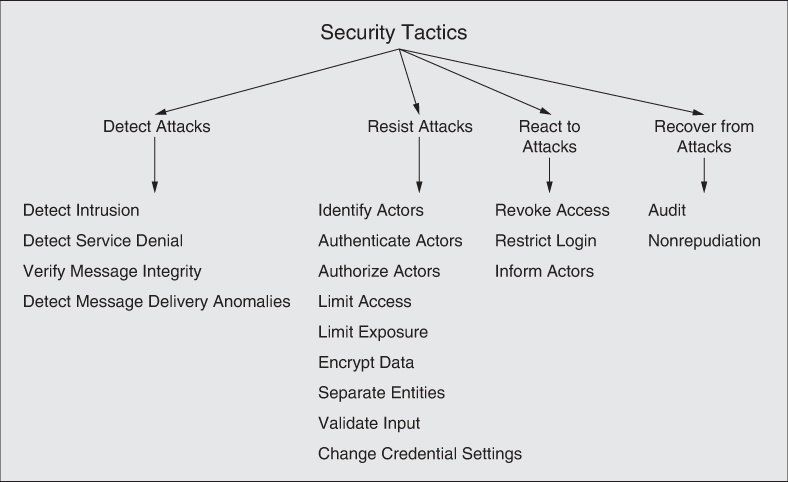 Security Tactics
Detect Attacks
Resist Attacks
React to
Attacks
Recover from
Attacks
Detect Intrusion
Detect Service Denial
Verify Message Integrity
Detect Message Delivery Anomalies
Identify Actors
Authenticate Actors
Authorize Actors
Limit Access
Limit Exposure
Encrypt Data
Separate Entities
Validate Input
Change Credential Settings
Revoke Access
Restrict Login
Inform Actors
Audit
Nonrepudiation